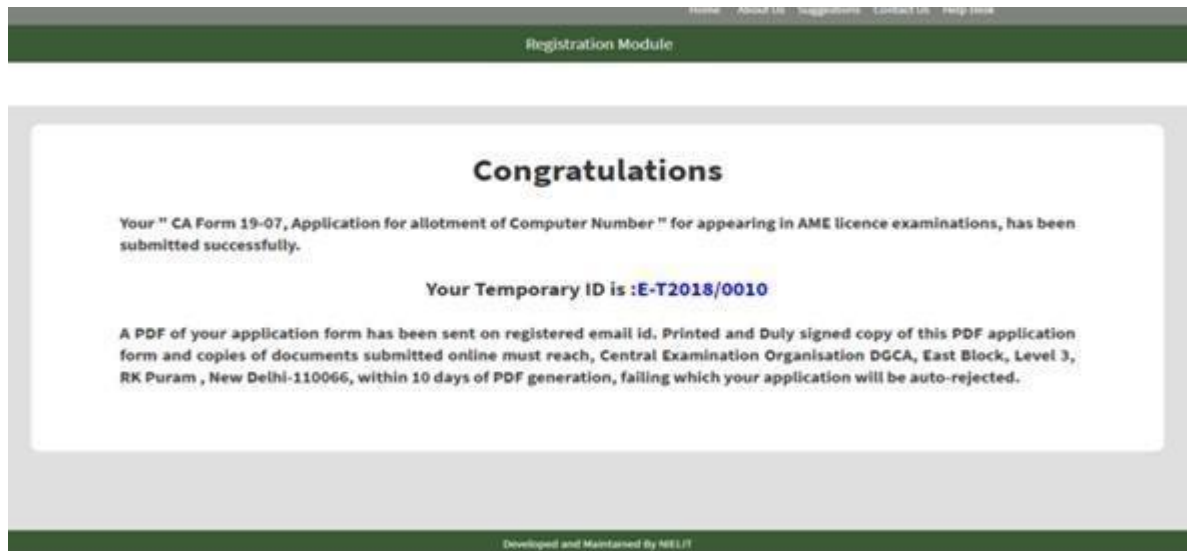 Home About Us Suggestions Contact Us Help Desk
Registration Module
Congratulations
Your " CA Form 19-07, Application for allotment of Computer Number " for appearing in AME licence examinations, has been
submitted successfully.
Your Temporary ID is :E-T2018/0010
A PDF of your application form has been sent on registered email id. Printed and Duly signed copy of this PDF application
form and copies of documents submitted online must reach, Central Examination Organisation DGCA, East Block, Level 3,
RK Puram , New Delhi-110066, within 10 days of PDF generation, failing which your application will be auto-rejected.
Developed and Maintained By NIELIT